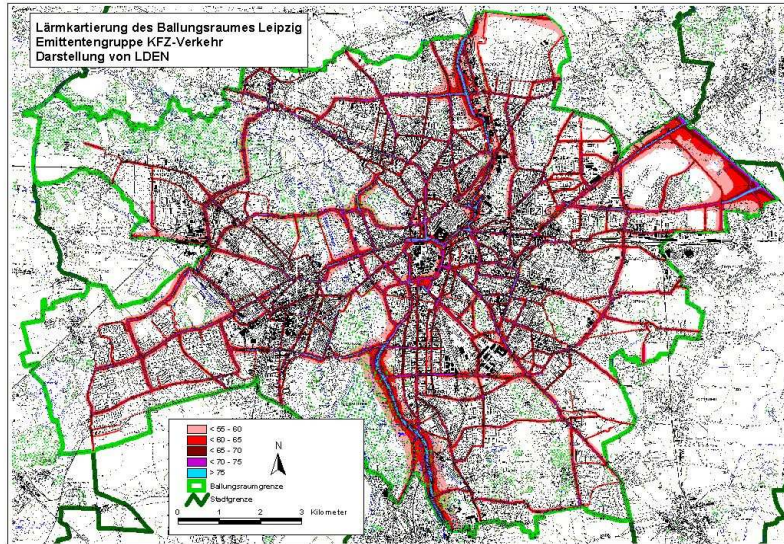 Lärmkartierung des Ballungsraumes Leipzig
Emittentengruppe KFZ-Verkehr
Darstellung von LDEN
< 55 - 60
< 60 - 65
< 65 - 70
< 70 - 75
> 75
Ballungsraumgrenze
Stadtgrenze
N
0 1 2 3 Kilometer